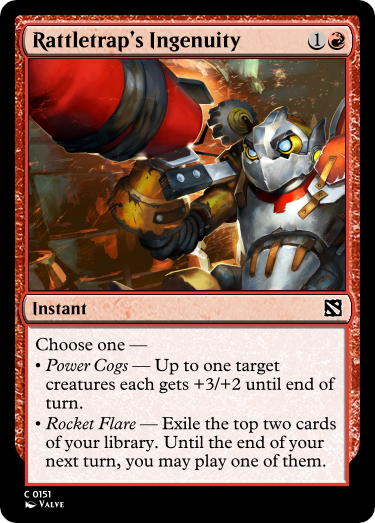 Rattletrap's Ingenuity 1
Instant
Choose one —
• Power Cogs — Up to one target
creatures each gets +3/+2 until end of
turn.
• Rocket Flare — Exile the top two cards
of your library. Until the end of your
next turn, you may play one of them.
C 0151
Valve